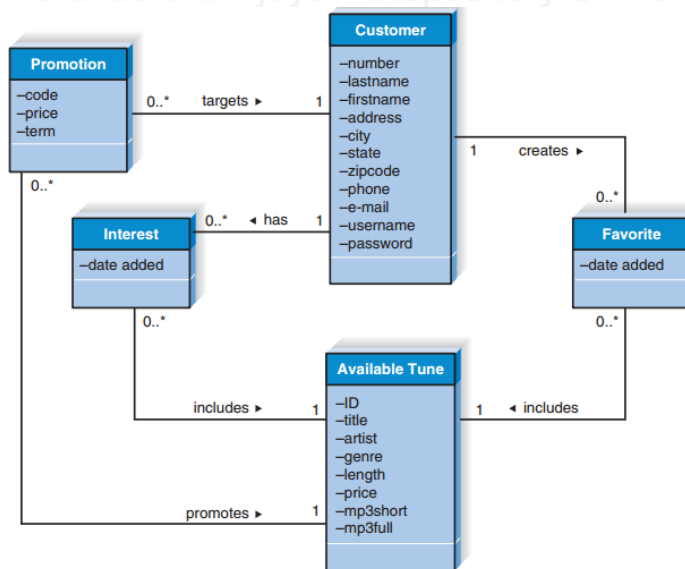 Promotion
–code
–price
–term
0..*
targets ►
1
Customer
–number
–lastname
–firstname
–address
–city
–state
–zipcode
–phone
–e-mail
–username
–password
1
creates ►
0..*
0..*
0..*
◄ has
1
Interest
–date added
Favorite
–date added
0..*
0..*
Available Tune
–ID
–title
–artist
–genre
–length
–price
–mp3short
–mp3full
includes ►
1
1
◄ includes
promotes ►
1